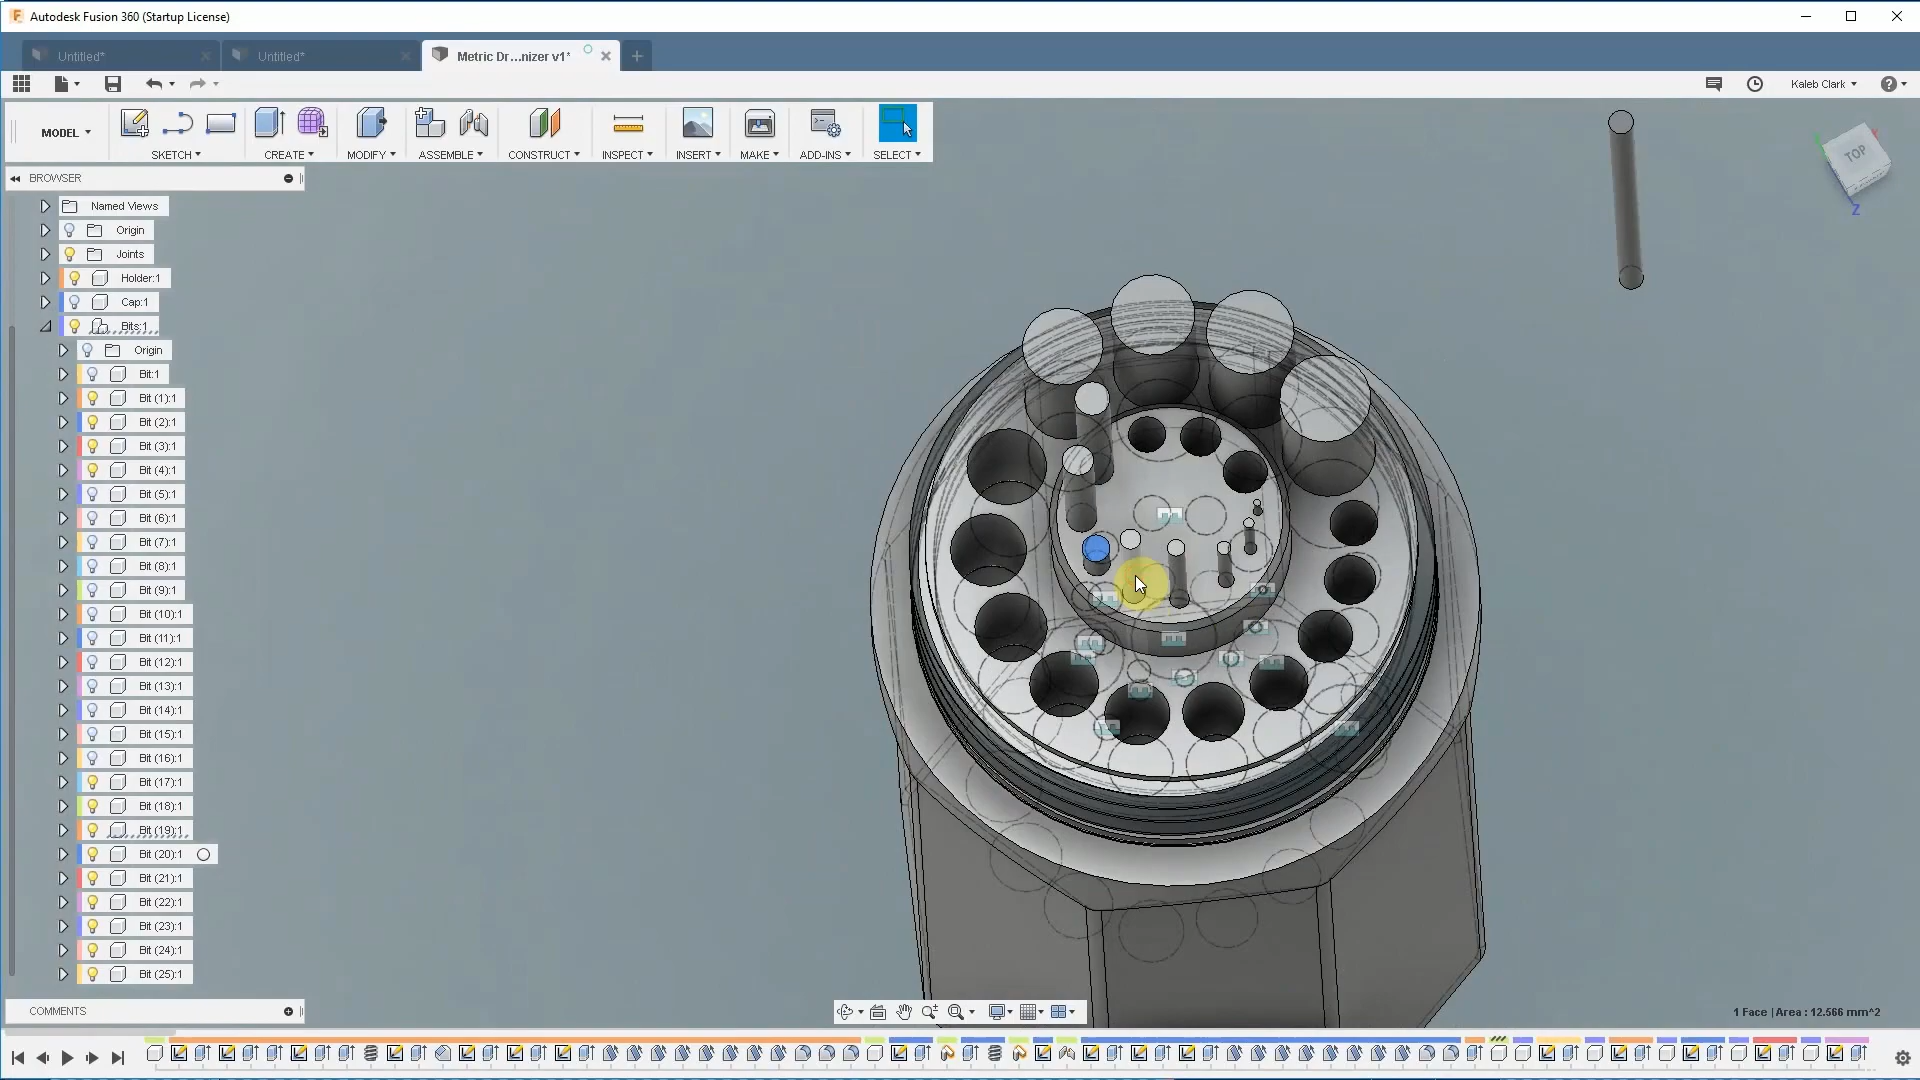 Autodesk Fusion 360 (Startup License)
Untitled*
Untitled*
Metric Dr...nizer v1*
Kaleb Clark
MODEL
SKETCH
CREATE
MODIFY
ASSEMBLE
CONSTRUCT
INSPECT
INSERT
MAKE
ADD-INS
SELECT
TOP
Z
BROWSER
Named Views
Origin
Joints
Holder:1
Cap:1
Bits:1
Origin
Bit:1
Bit (1):1
Bit (2):1
Bit (3):1
Bit (4):1
Bit (5):1
Bit (6):1
Bit (7):1
Bit (8):1
Bit (9):1
Bit (10):1
Bit (11):1
Bit (12):1
Bit (13):1
Bit (14):1
Bit (15):1
Bit (16):1
Bit (17):1
Bit (18):1
Bit (19):1
Bit (20):1
Bit (21):1
Bit (22):1
Bit (23):1
Bit (24):1
Bit (25):1
COMMENTS
1 Face | Area : 12.566 mm^2